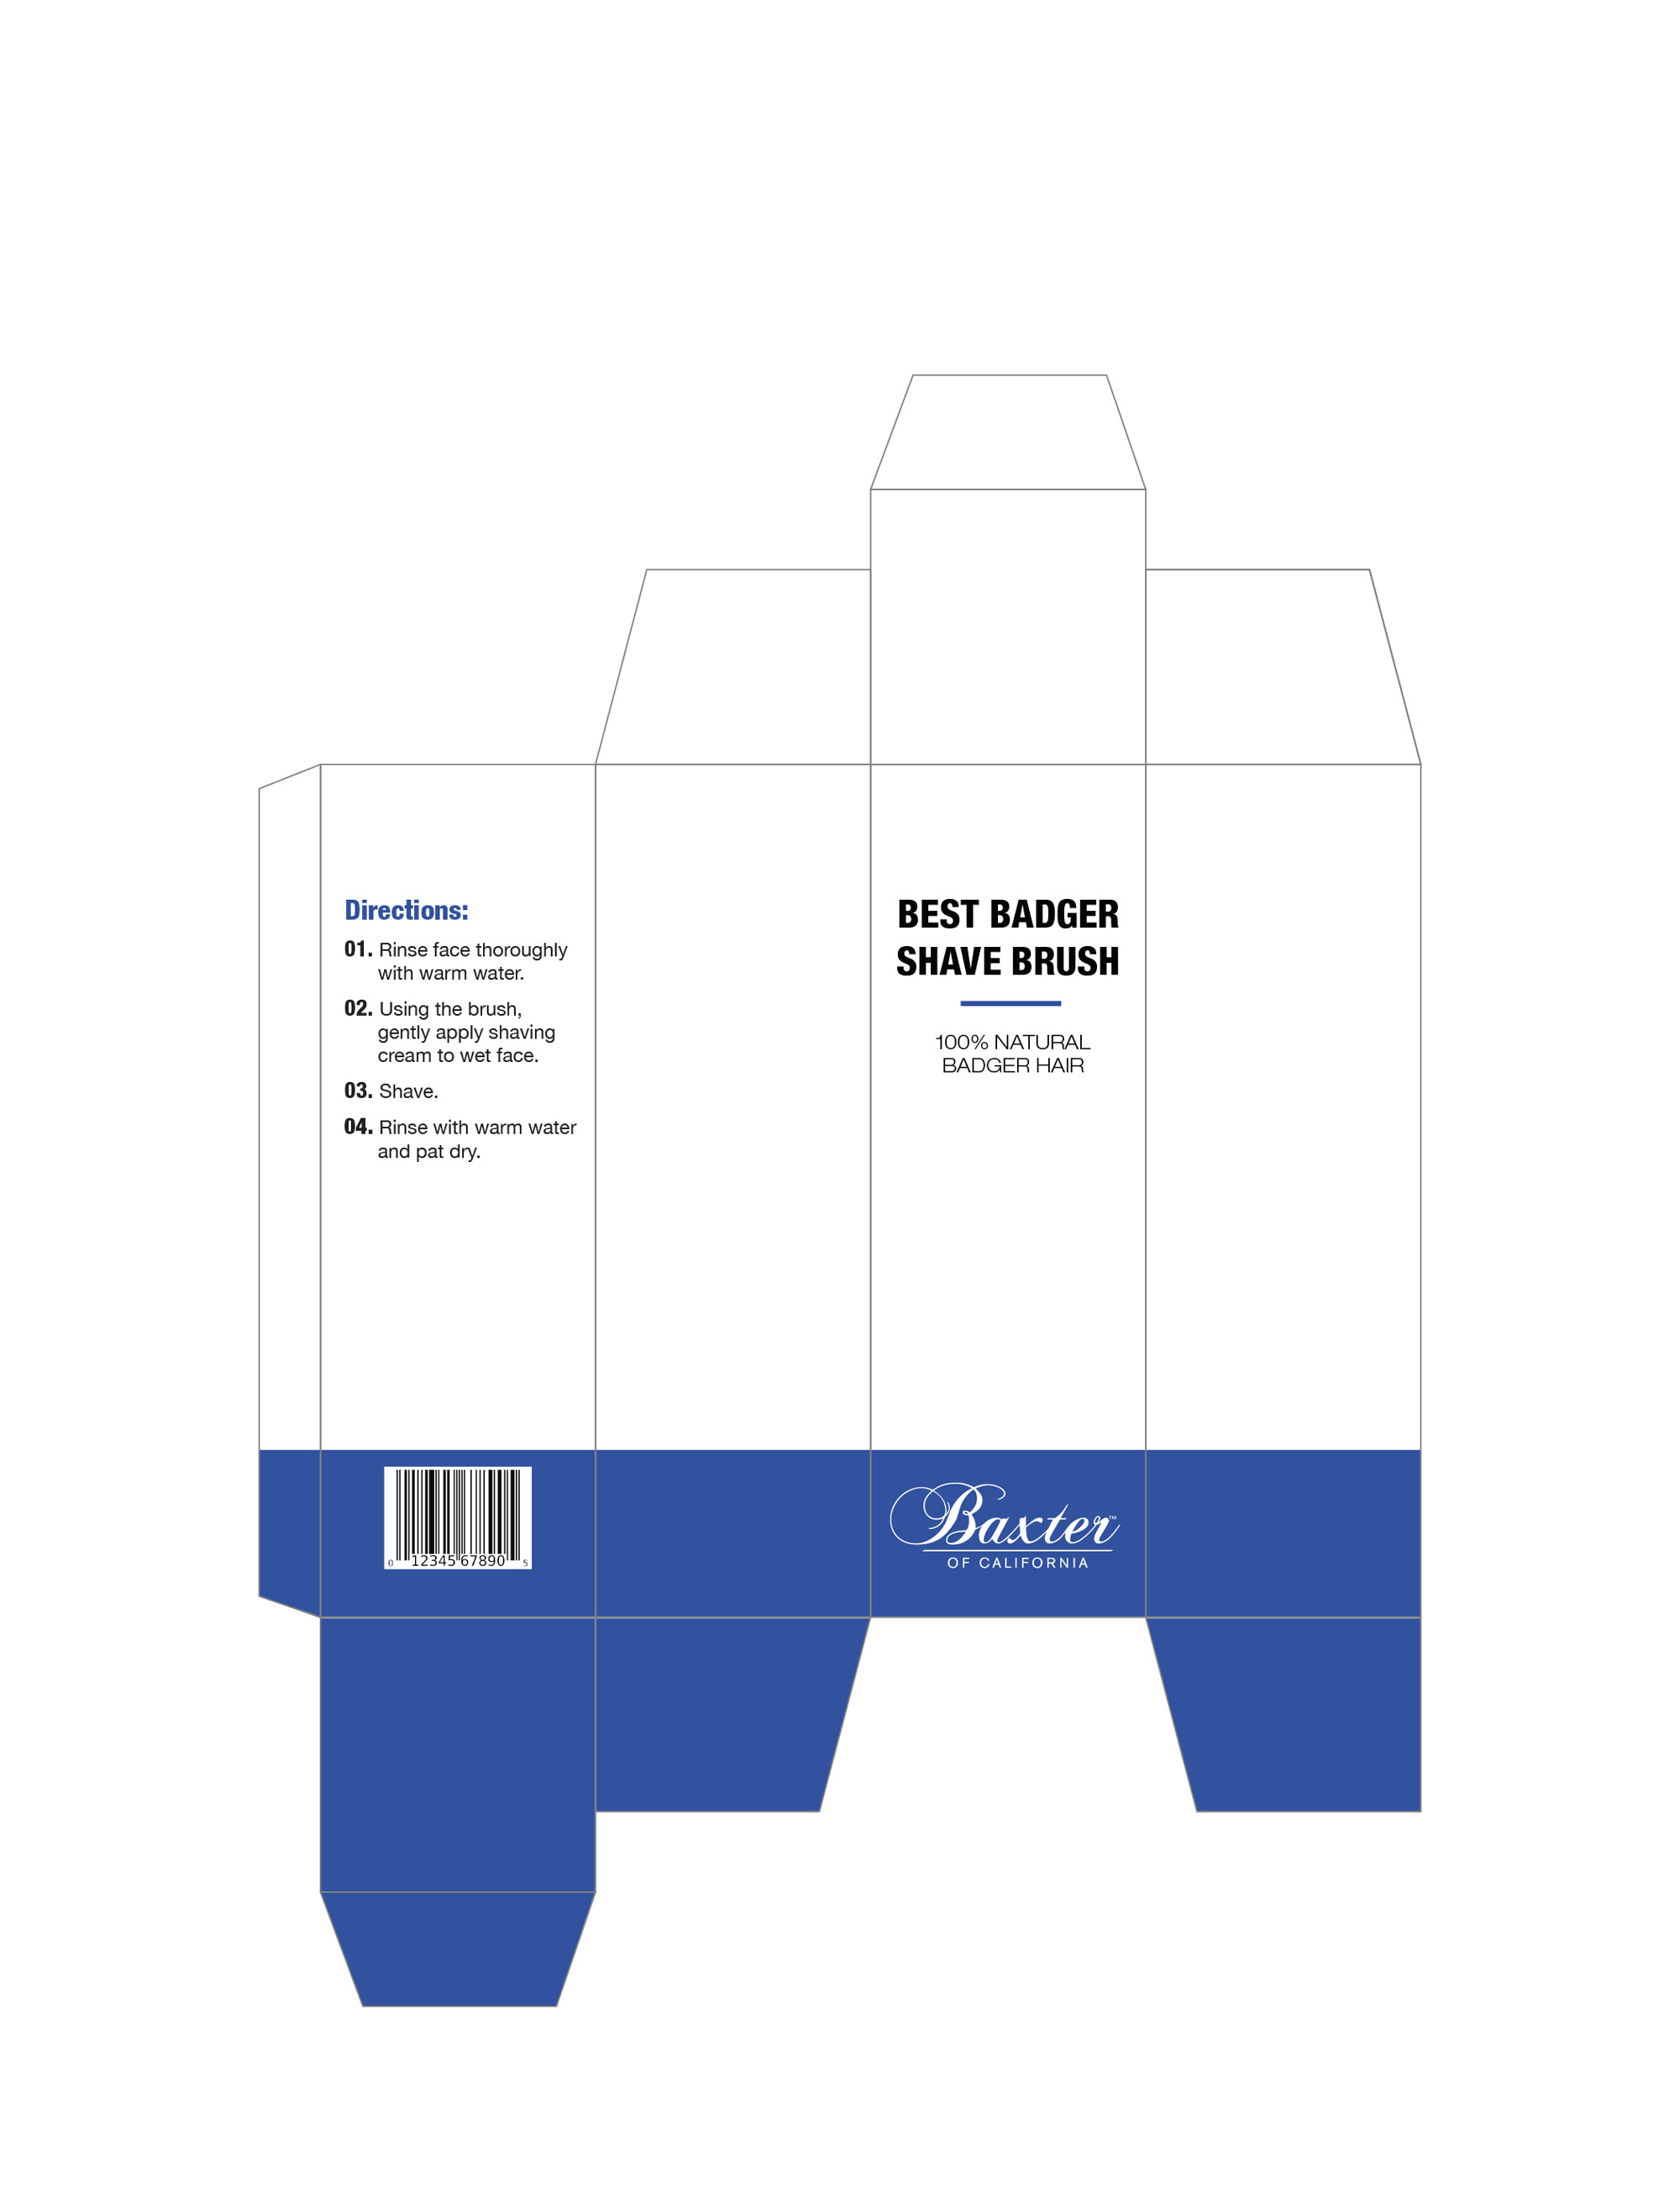 Directions:
01. Rinse face thoroughly
with warm water.
02. Using the brush,
gently apply shaving
cream to wet face.
03. Shave.
04. Rinse with warm water
and pat dry.
0 12345 67890 5
BEST BADGER
SHAVE BRUSH
100% NATURAL
BADGER HAIR
Baxter™
OF CALIFORNIA